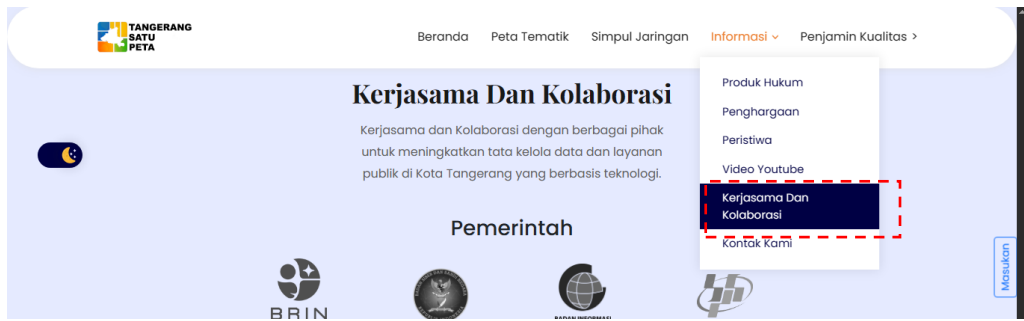 TANGERANG
SATU
PETA
Beranda Peta Tematik Simpul Jaringan Informasi Penjamin Kualitas >
Produk Hukum
Penghargaan
Peristiwa
Video Youtube
Kerjasama Dan
Kolaborasi
Kontak Kami
Kerjasama Dan Kolaborasi
Kerjasama dan Kolaborasi dengan berbagai pihak
untuk meningkatkan tata kelola data dan layanan
publik di Kota Tangerang yang berbasis teknologi.
Pemerintah
BRIN
BADAN INFORMASI
Masukan